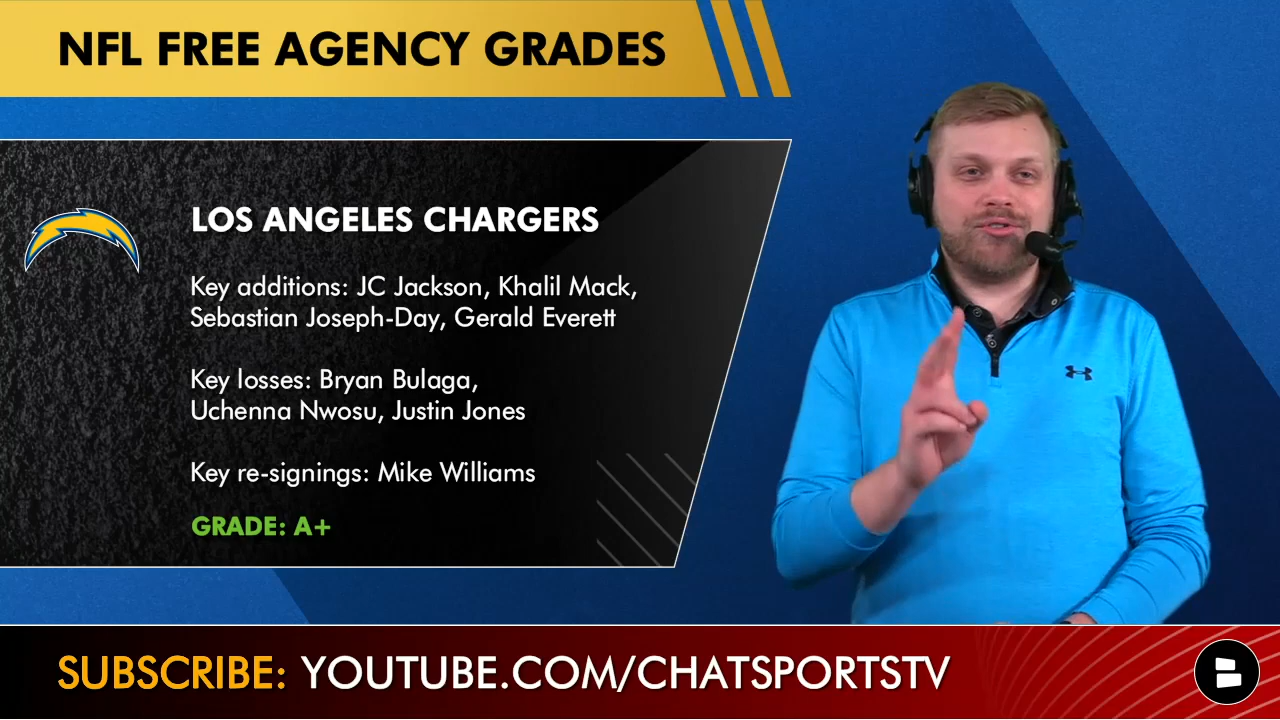 NFL FREE AGENCY GRADES
LOS ANGELES CHARGERS
Key additions: JC Jackson, Khalil Mack,
Sebastian Joseph-Day, Gerald Everett
Key losses: Bryan Bulaga,
Uchenna Nwosu, Justin Jones
Key re-signings: Mike Williams
GRADE: A+
SUBSCRIBE: YOUTUBE.COM/CHATSPORTSTV